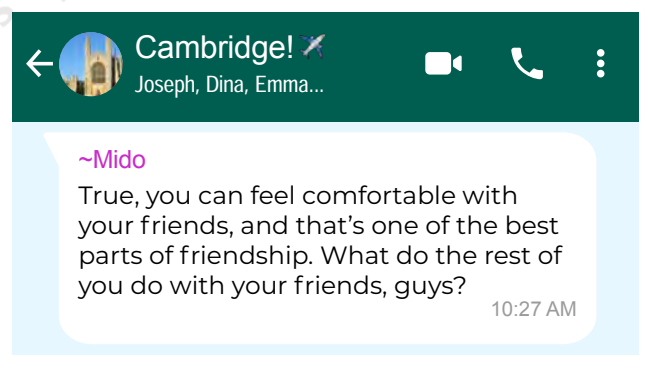 Cambridge!
Joseph, Dina, Emma...
~Mido
True, you can feel comfortable with
your friends, and that's one of the best
parts of friendship. What do the rest of
you do with your friends, guys?
10:27 AM